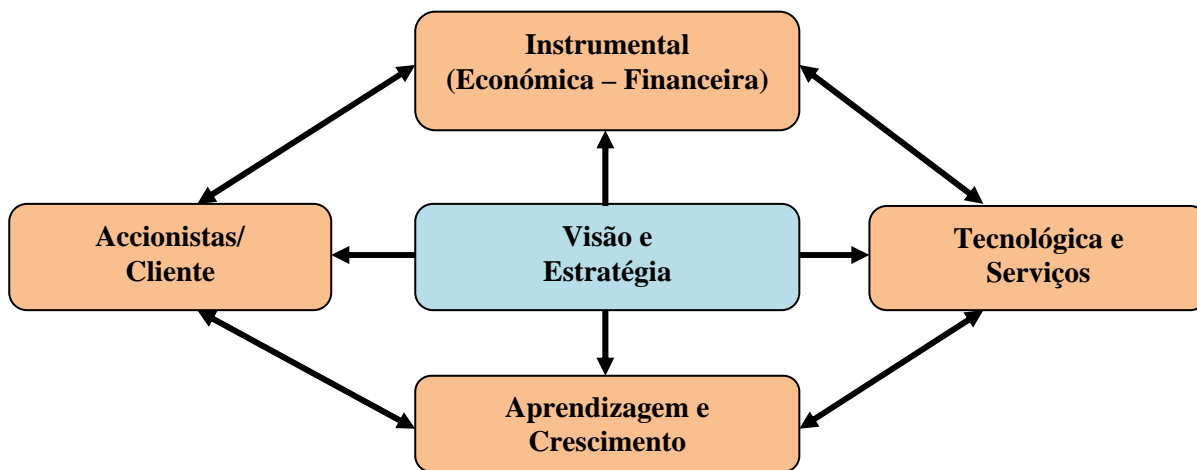 Instrumental
(Económica – Financeira)
Accionistas/
Cliente
Visão e
Estratégia
Tecnológica e
Serviços
Aprendizagem e
Crescimento